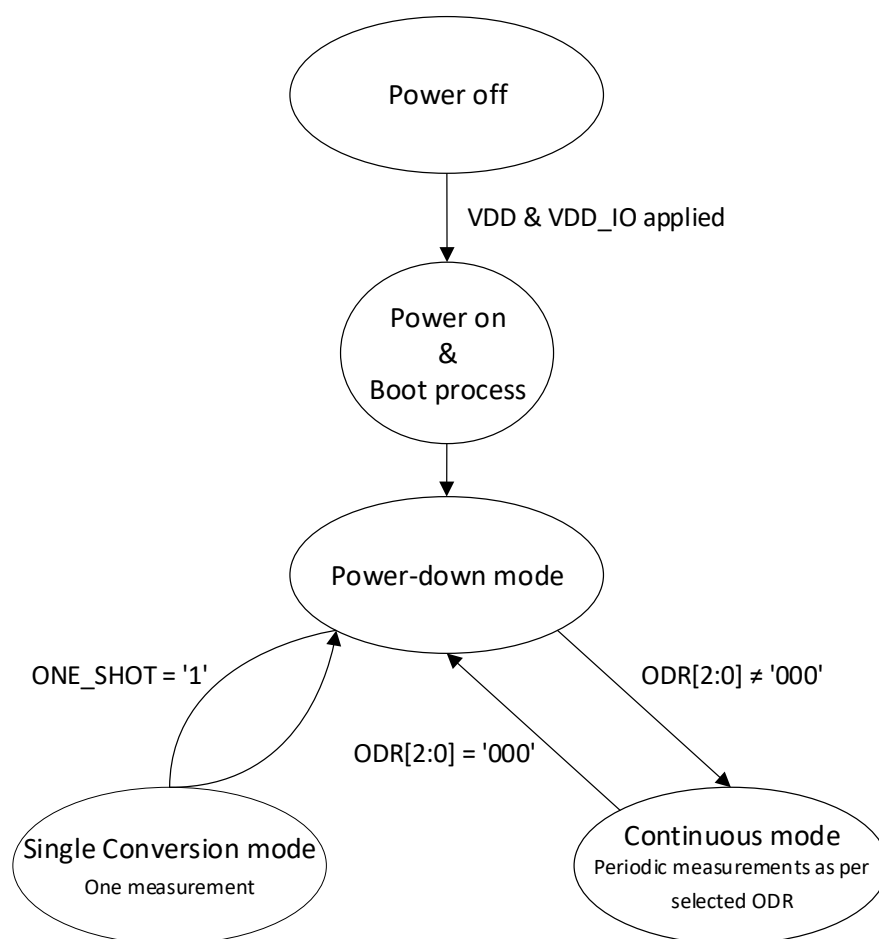 Power off
VDD & VDD_IO applied
Power on
&
Boot process
Power-down mode
ONE_SHOT = '1'
ODR[2:0] ≠ '000'
ODR[2:0] = '000'
Single Conversion mode
One measurement
Continuous mode
Periodic measurements as per
selected ODR